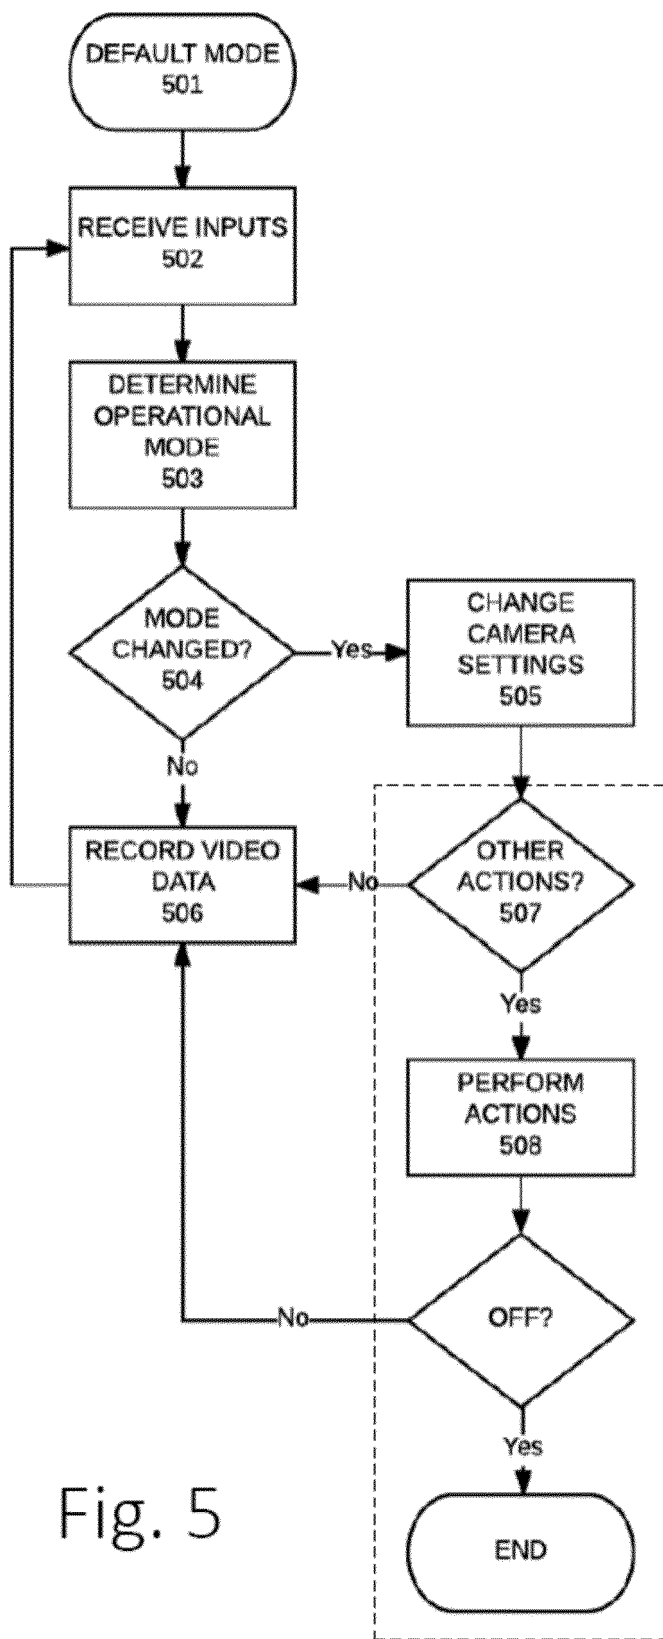 DEFAULT MODE
501
RECEIVE INPUTS
502
DETERMINE
OPERATIONAL
MODE
503
MODE
CHANGED?
504
Yes
CHANGE
CAMERA
SETTINGS
505
No
RECORD VIDEO
DATA
506
No
OTHER
ACTIONS?
507
Yes
PERFORM
ACTIONS
508
No
OFF?
Yes
END
Fig. 5